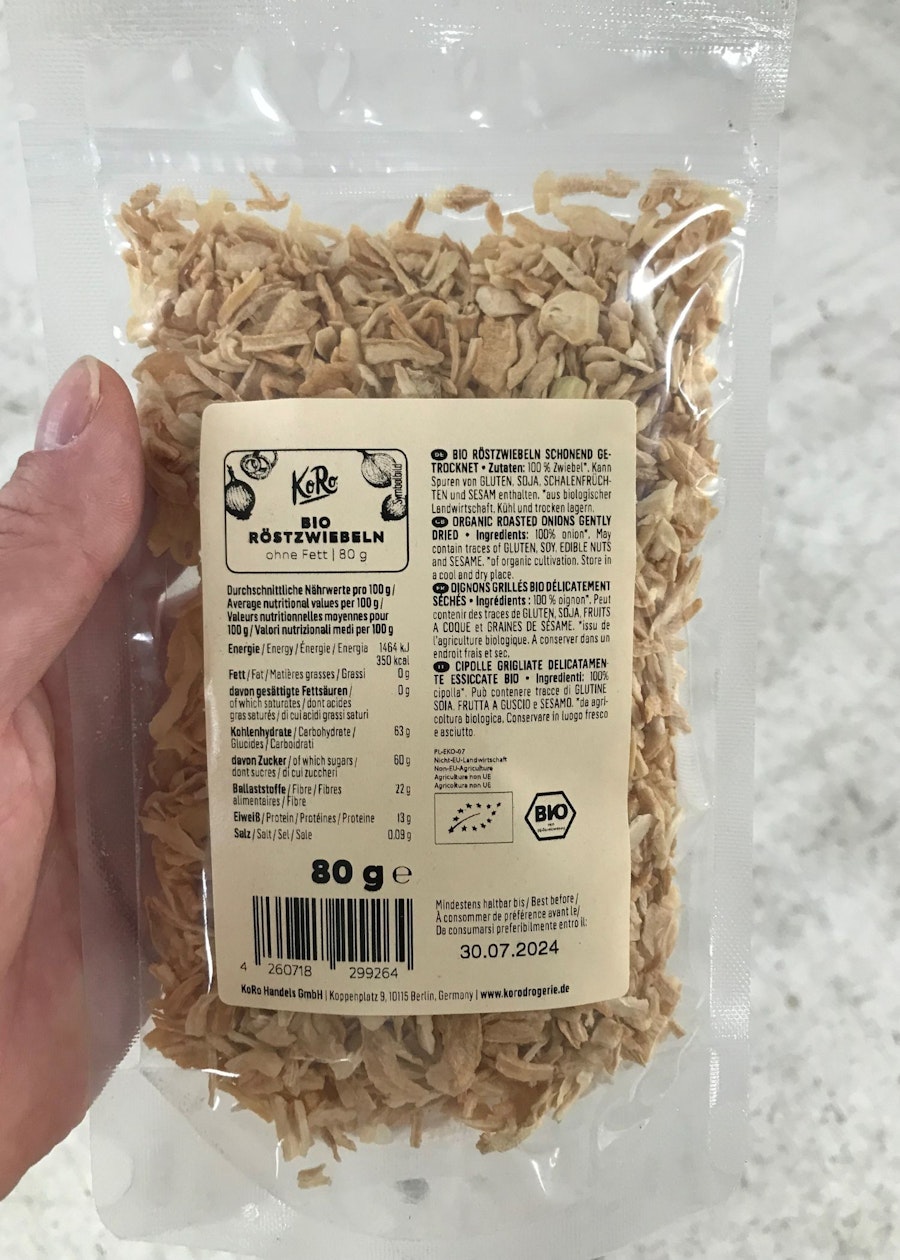 KoRo
Symbolbild
BIO
RÖSTZWIEBELN
ohne Fett | 80 g
Durchschnittliche Nährwerte pro 100 g /
Average nutritional values per 100 g /
Valeurs nutritionnelles moyennes pour
100 g / Valori nutrizionali medi per 100 g
Energie / Energy / Énergie / Energia 1464 kJ
350 kcal
Fett / Fat / Matières grasses / Grassi 0 g
davon gesättigte Fettsäuren / 0 g
of which saturates / dont acides
gras saturés / di cui acidi grassi saturi
Kohlenhydrate / Carbohydrate / 63 g
Glucides / Carboidrati
davon Zucker / of which sugars / 60 g
dont sucres / di cui zuccheri
Ballaststoffe / Fibre / Fibres 22 g
alimentaires / Fibre
Eiweiß / Protein / Protéines / Proteine 13 g
Salz / Salt / Sel / Sale 0.09 g
80 g e
4 260718 299264
DE BIO RÖSTZWIEBELN SCHONEND GE-
TROCKNET • Zutaten: 100 % Zwiebel*. Kann
Spuren von GLUTEN, SOJA, SCHALENFRÜCH-
TEN und SESAM enthalten. *aus biologischer
Landwirtschaft. Kühl und trocken lagern.
GB ORGANIC ROASTED ONIONS GENTLY
DRIED • Ingredients: 100% onion*. May
contain traces of GLUTEN, SOY, EDIBLE NUTS
and SESAME. *of organic cultivation. Store in
a cool and dry place.
OIGNONS GRILLÉS BIO DÉLICATEMENT
SÉCHÉS • Ingrédients : 100 % oignon*. Peut
contenir des traces de GLUTEN, SOJA, FRUITS
A COQUE et GRAINES DE SÉSAME. *issu de
l'agriculture biologique. A conserver dans un
endroit frais et sec.
IT CIPOLLE GRIGLIATE DELICATAMEN-
TE ESSICCATE BIO • Ingredienti: 100%
cipolla*. Può contenere tracce di GLUTINE
SOIA, FRUTTA A GUSCIO e SESAMO. *da agri-
coltura biologica. Conservare in luogo fresco
e asciutto.
PL-EKO-07
Nicht-EU-Landwirtschaft
Non-EU-Agriculture
Agriculture non UE
Agricoltura non UE
BIO
Mindestens haltbar bis / Best before /
À consommer de préférence avant le/
Da consumarsi preferibilmente entro il:
30.07.2024
KoRo Handels GmbH | Koppenplatz 9, 10115 Berlin, Germany | www.korodrogerie.de